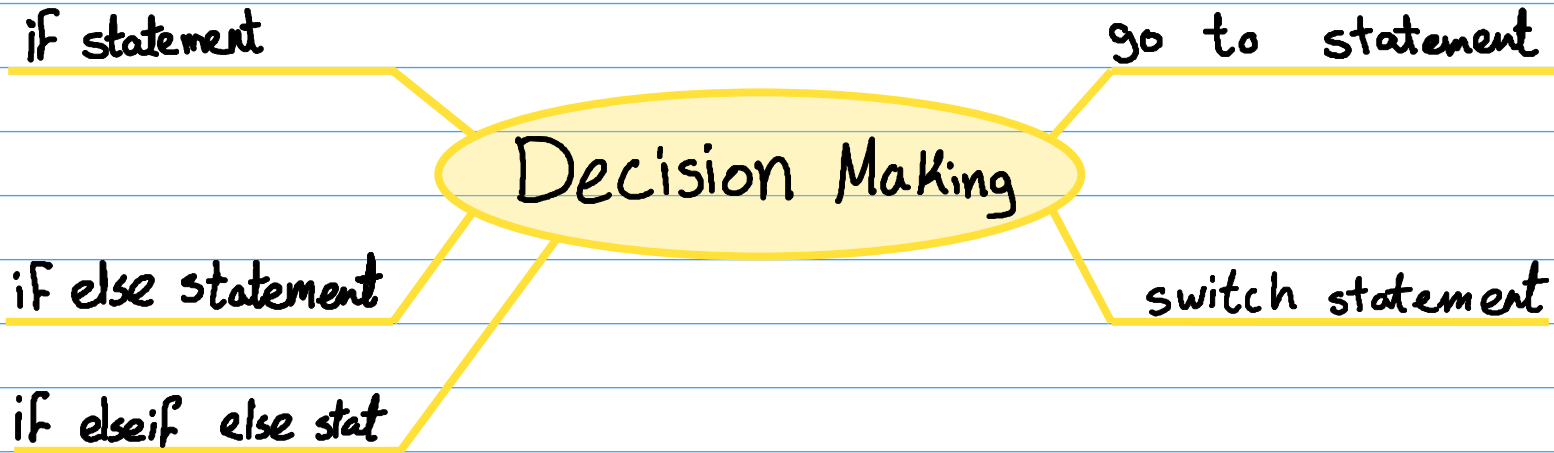 if statement
go to statement
Decision Making
if else statement
switch statement
if elseif else stat